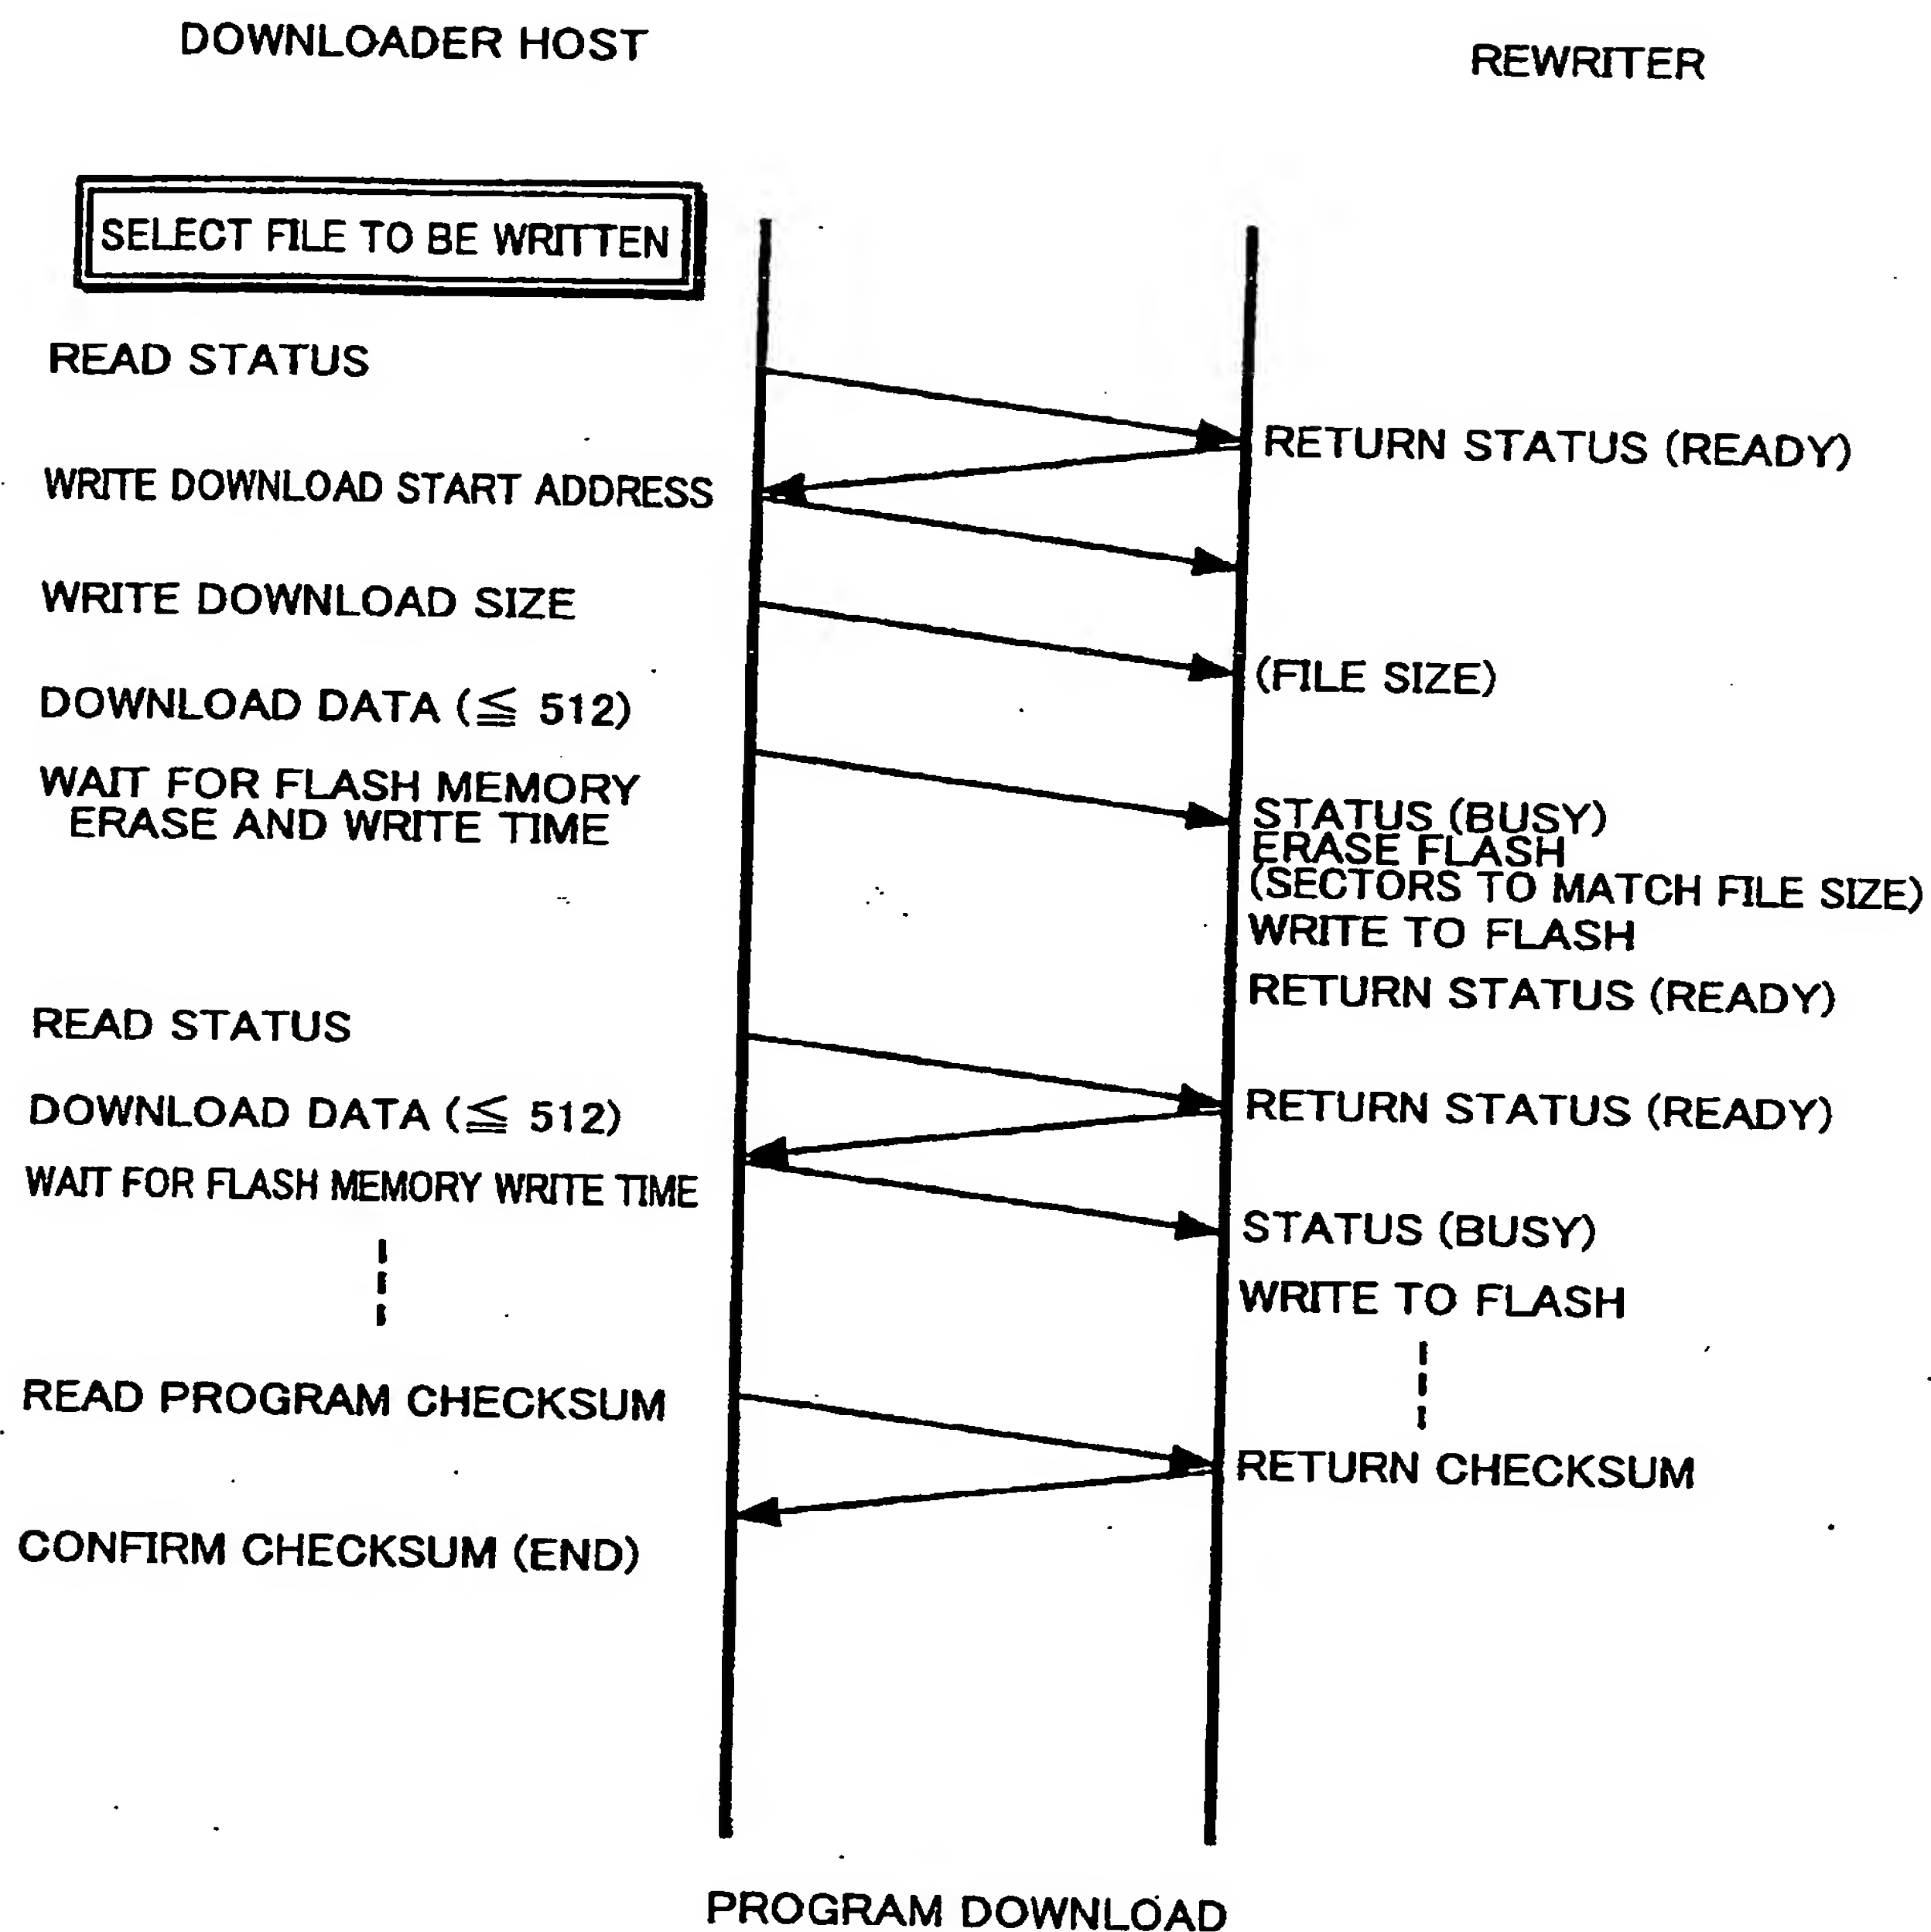 DOWNLOADER HOST
REWRITER
SELECT FILE TO BE WRITTEN
READ STATUS
RETURN STATUS (READY)
WRITE DOWNLOAD START ADDRESS
WRITE DOWNLOAD SIZE
(FILE SIZE)
DOWNLOAD DATA (≦ 512)
WAIT FOR FLASH MEMORY
ERASE AND WRITE TIME
STATUS (BUSY)
ERASE FLASH
(SECTORS TO MATCH FILE SIZE)
WRITE TO FLASH
RETURN STATUS (READY)
READ STATUS
DOWNLOAD DATA (≦ 512)
RETURN STATUS (READY)
WAIT FOR FLASH MEMORY WRITE TIME
STATUS (BUSY)
WRITE TO FLASH
READ PROGRAM CHECKSUM
RETURN CHECKSUM
CONFIRM CHECKSUM (END)
PROGRAM DOWNLOAD